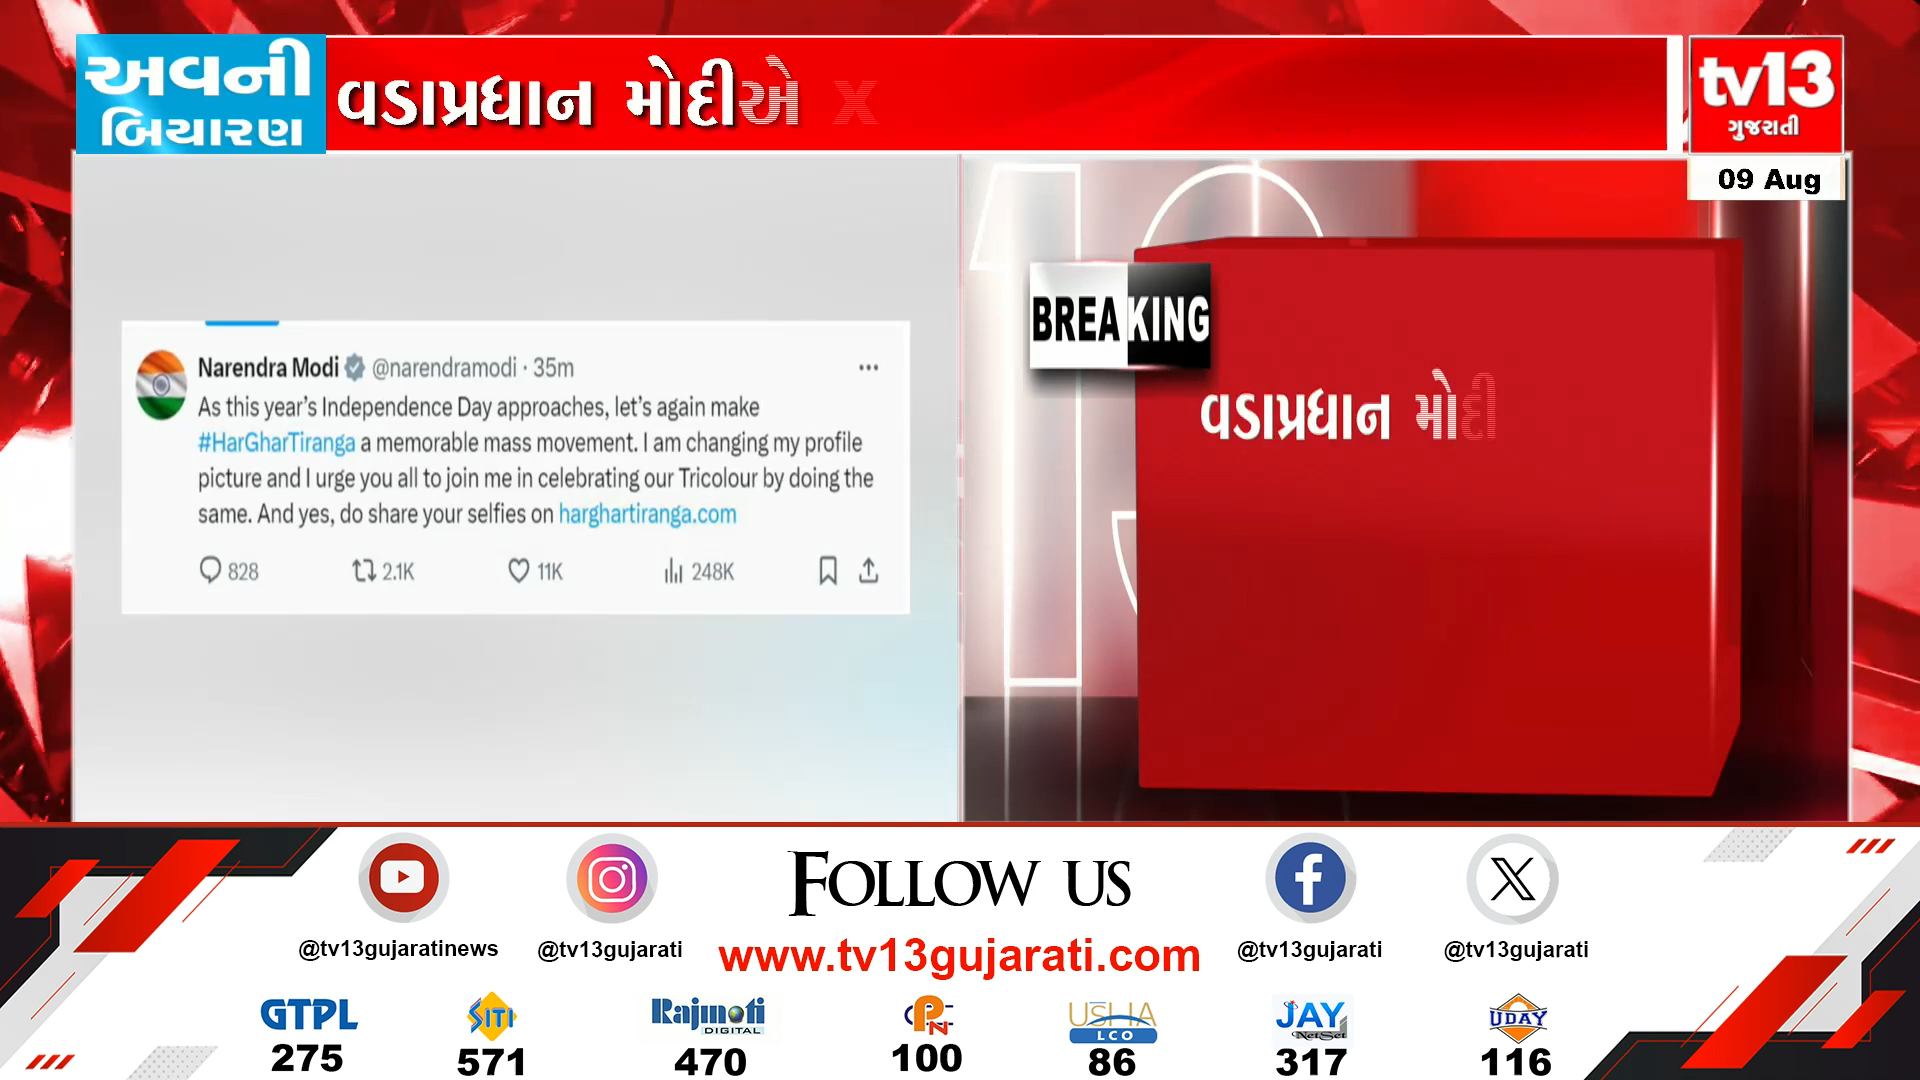 અવની
બિચારણ
વડાપ્રધાન મોદીએ X
tv13
ગુજરાતી
09 Aug
Narendra Modi @narendramodi · 35m
As this year's Independence Day approaches, let's again make
#HarGharTiranga a memorable mass movement. I am changing my profile
picture and I urge you all to join me in celebrating our Tricolour by doing the
same. And yes, do share your selfies on harghartiranga.com
828 2.1K 11K 248K
BREAKING
વડાપ્રધાન મોદી
FOLLOW US
@tv13gujaratinews @tv13gujarati www.tv13gujarati.com @tv13gujarati @tv13gujarati
GTPL
275
SITI
571
Rajmoti
DIGITAL
470
PN
100
USHA
LCO
86
JAY
NetSet
317
UDAY
116